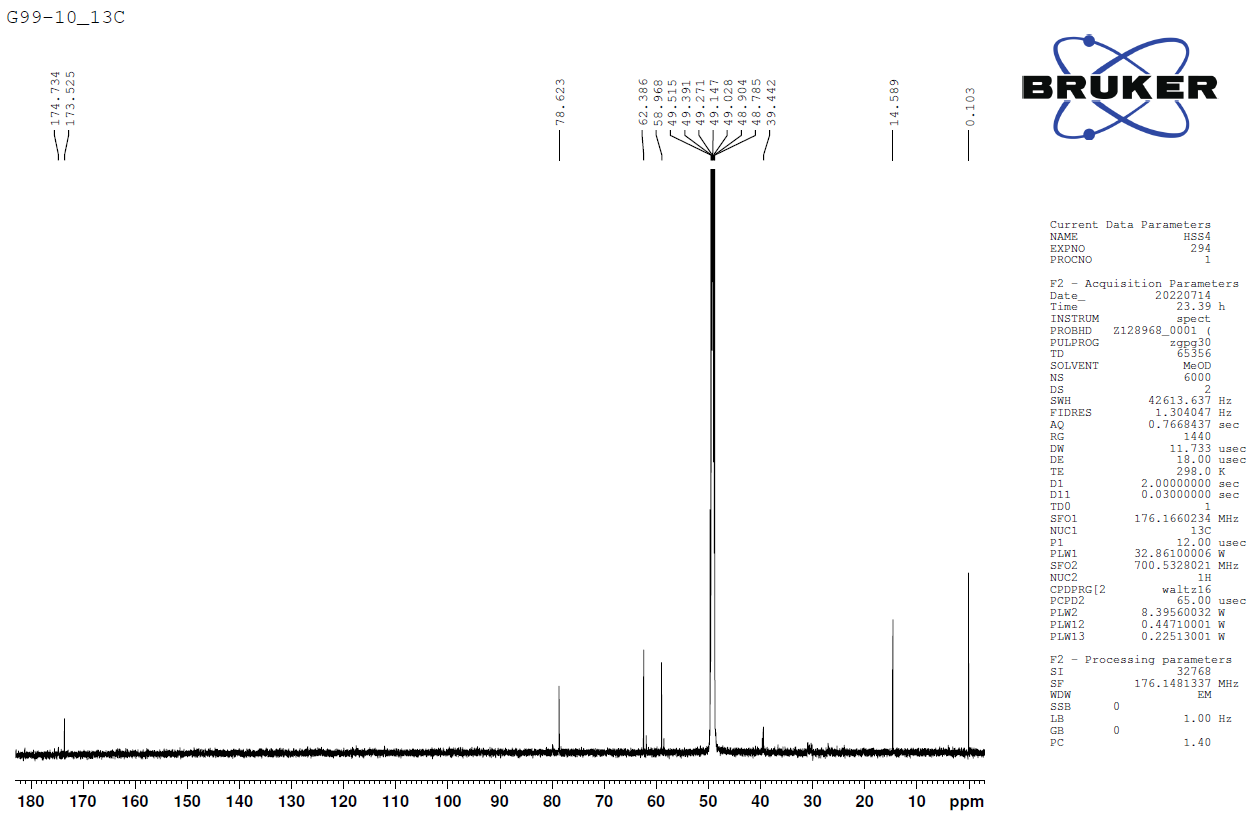 G99-10_13C
174.734
173.525
78.623
62.386
58.968
49.515
49.391
49.271
49.147
49.028
48.904
48.785
39.442
14.589
0.103
BRUKER
Current Data Parameters
NAME HSS4
EXPNO 294
PROCNO 1
F2 - Acquisition Parameters
Date_ 20220714
Time 23.39 h
INSTRUM spect
PROBHD Z128968_0001 (
PULPROG zgpg30
TD 65356
SOLVENT MeOD
NS 6000
DS 2
SWH 42613.637 Hz
FIDRES 1.304047 Hz
AQ 0.7668437 sec
RG 1440
DW 11.733 usec
DE 18.00 usec
TE 298.0 K
D1 2.00000000 sec
D11 0.03000000 sec
TD0 1
SFO1 176.1660234 MHz
NUC1 13C
P1 12.00 usec
PLW1 32.86100006 W
SFO2 700.5328021 MHz
NUC2 1H
CPDPRG[2 waltz16
PCPD2 65.00 usec
PLW2 8.39560032 W
PLW12 0.44710001 W
PLW13 0.22513001 W
F2 - Processing parameters
SI 32768
SF 176.1481337 MHz
WDW EM
SSB 0
LB 1.00 Hz
GB 0
PC 1.40
180 170 160 150 140 130 120 110 100 90 80 70 60 50 40 30 20 10 ppm